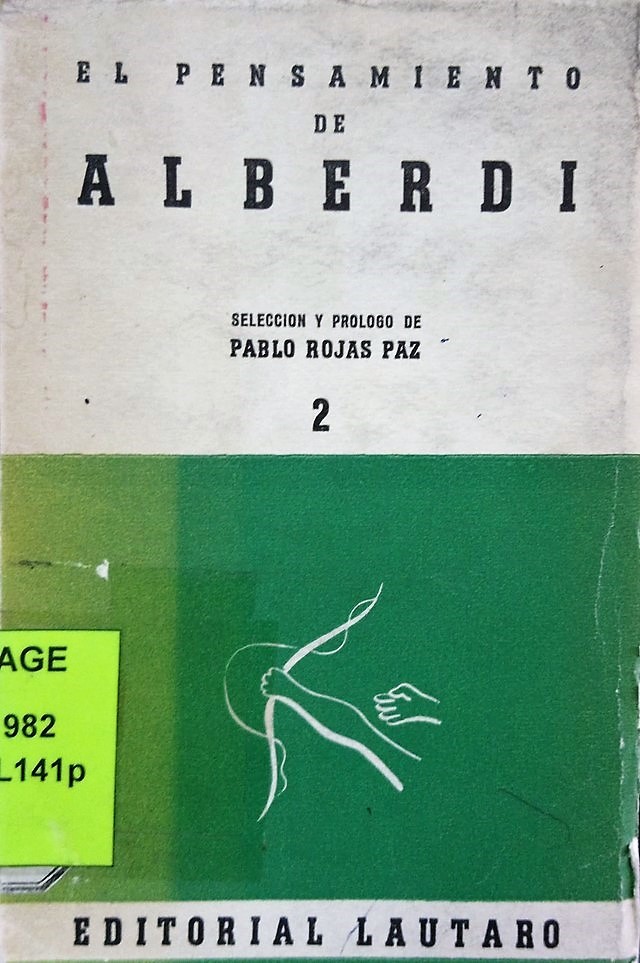 EL PENSAMIENTO
DE
ALBERDI
SELECCION Y PROLOGO DE
PABLO ROJAS PAZ
2
AGE
982
L141p
EDITORIAL LAUTARO